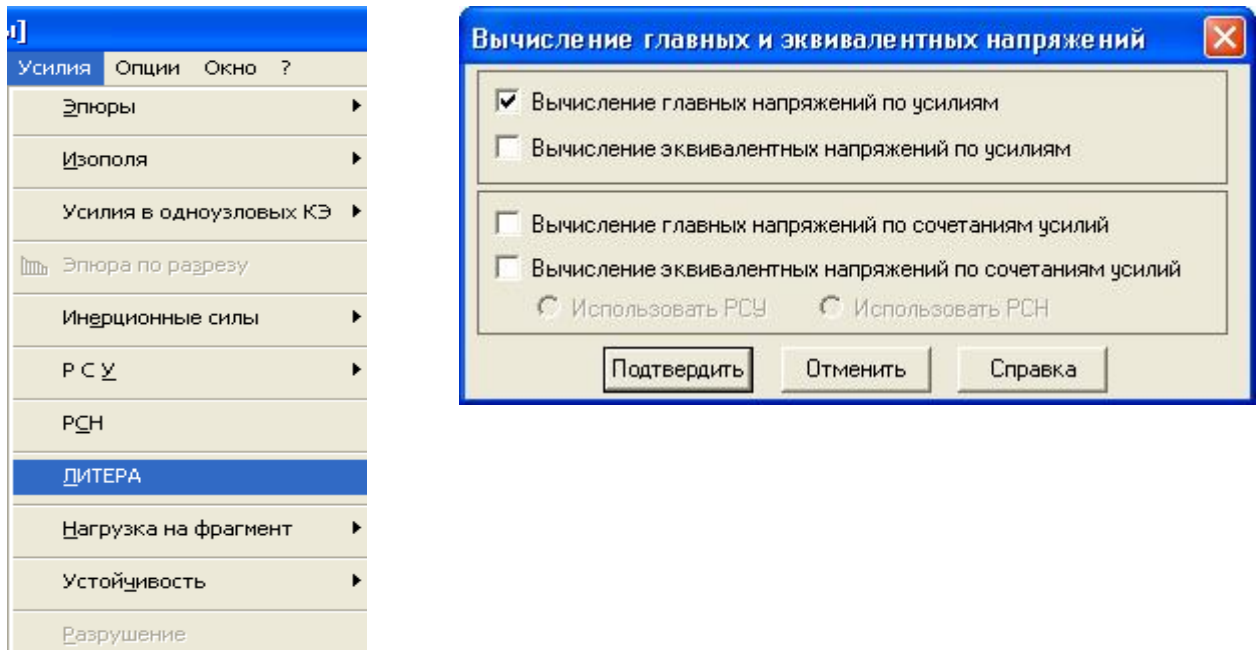 ы]
Усилия Опции Окно ?
Эпюры
Изополя
Усилия в одноузловых КЭ
Эпюра по разрезу
Инерционные силы
Р С У
РСН
ЛИТЕРА
Нагрузка на фрагмент
Устойчивость
Разрушение
Вычисление главных и эквивалентных напряжений
Вычисление главных напряжений по усилиям
Вычисление эквивалентных напряжений по усилиям
Вычисление главных напряжений по сочетаниям усилий
Вычисление эквивалентных напряжений по сочетаниям усилий
Использовать РСУ Использовать РСН
Подтвердить Отменить Справка